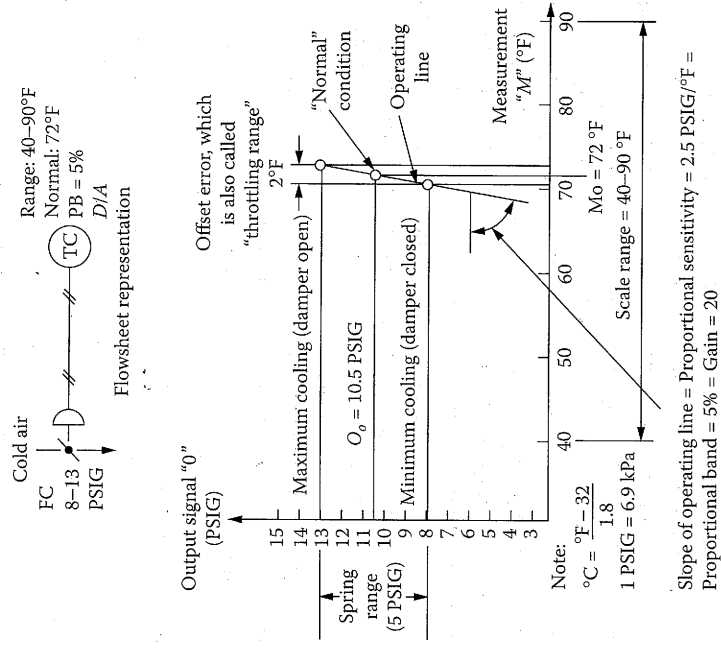 Cold air
FC
8–13
PSIG
TC
Range: 40–90°F
Normal: 72°F
PB = 5%
D/A
Flowsheet representation
Output signal "0"
(PSIG)
Offset error, which
is also called
"throttling range"
2°F
"Normal"
condition
Operating
line
Measurement
"M" (°F)
Maximum cooling (damper open)
Oo = 10.5 PSIG
Minimum cooling (damper closed)
Spring
range
(5 PSIG)
15
14
13
12
11
10
9
8
7
6
5
4
3
40
50
60
70
80
90
Mo = 72 °F
Scale range = 40–90 °F
Note:
°C = °F – 32
1.8
1 PSIG = 6.9 kPa
Slope of operating line = Proportional sensitivity = 2.5 PSIG/°F =
Proportional band = 5% = Gain = 20